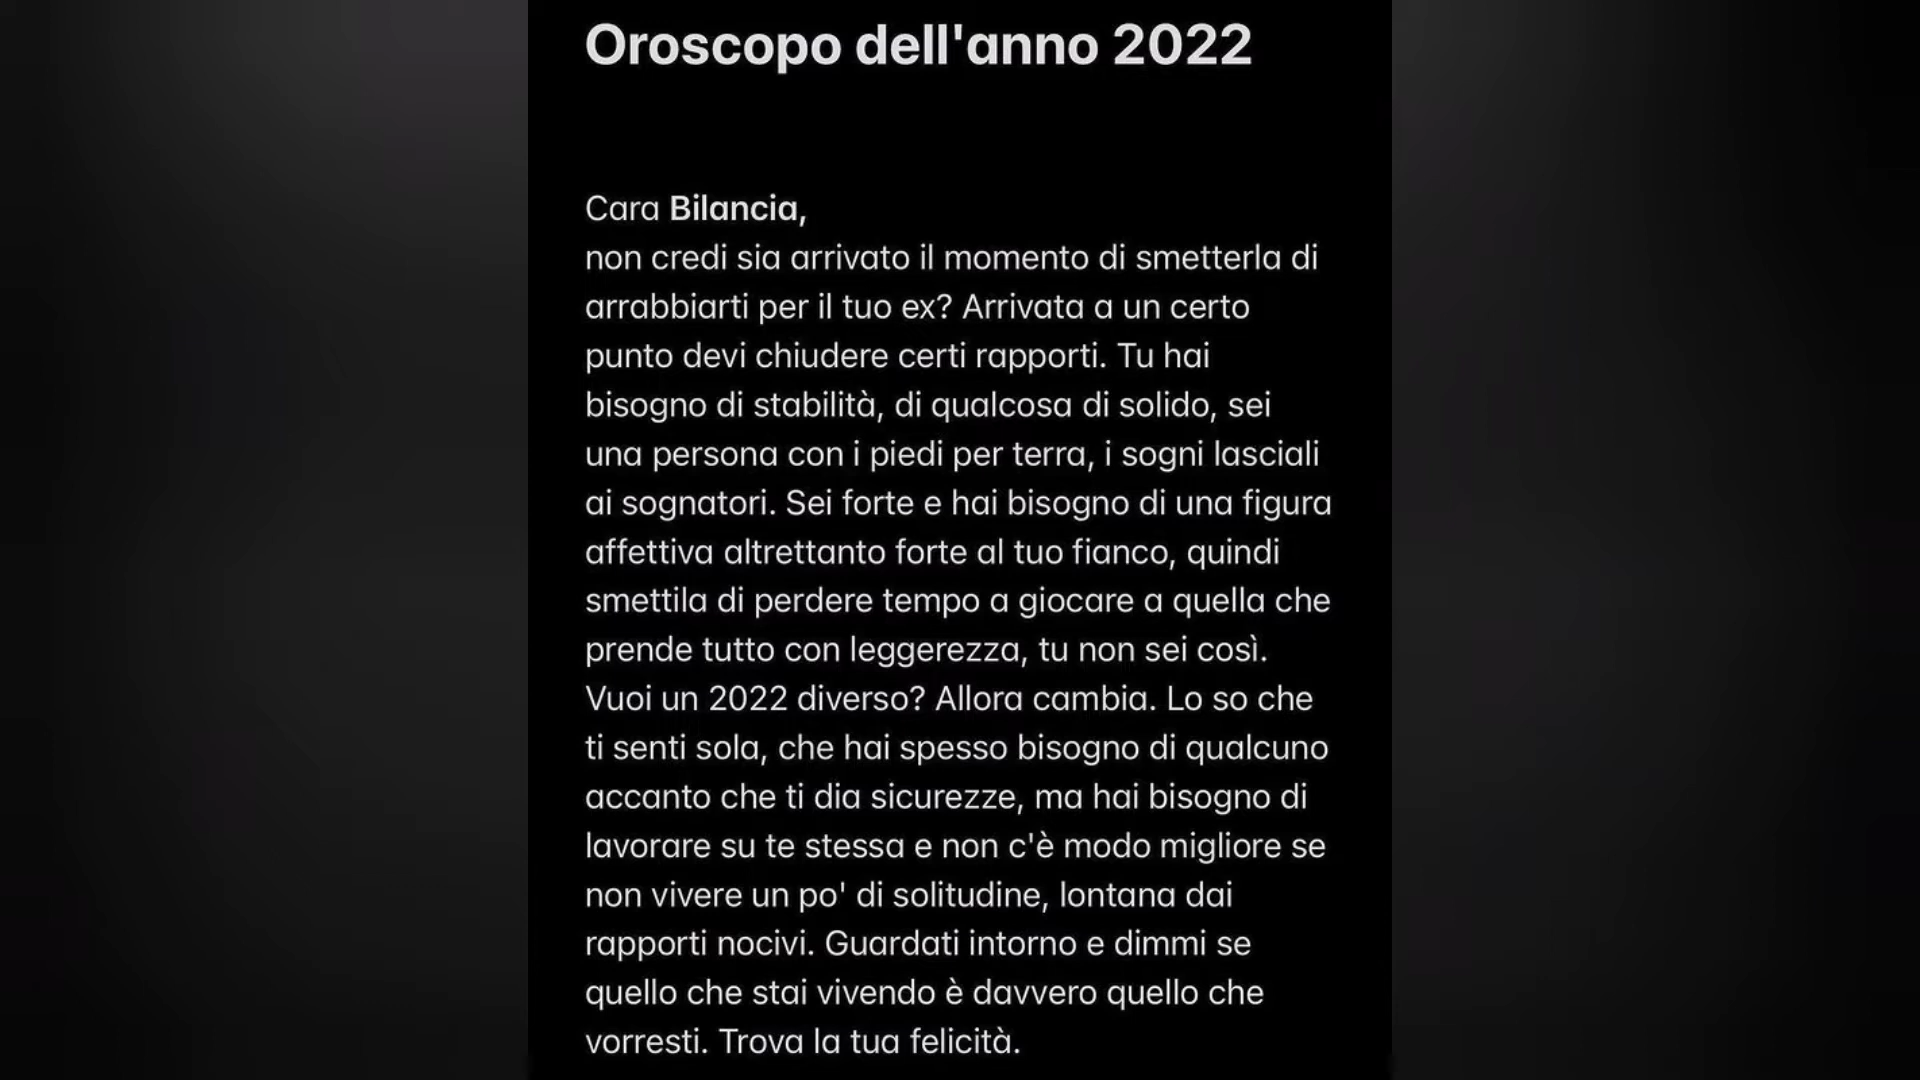 Oroscopo dell'anno 2022
Cara Bilancia,
non credi sia arrivato il momento di smetterla di
arrabbiarti per il tuo ex? Arrivata a un certo
punto devi chiudere certi rapporti. Tu hai
bisogno di stabilità, di qualcosa di solido, sei
una persona con i piedi per terra, i sogni lasciali
ai sognatori. Sei forte e hai bisogno di una figura
affettiva altrettanto forte al tuo fianco, quindi
smettila di perdere tempo a giocare a quella che
prende tutto con leggerezza, tu non sei così.
Vuoi un 2022 diverso? Allora cambia. Lo so che
ti senti sola, che hai spesso bisogno di qualcuno
accanto che ti dia sicurezze, ma hai bisogno di
lavorare su te stessa e non c'è modo migliore se
non vivere un po' di solitudine, lontana dai
rapporti nocivi. Guardati intorno e dimmi se
quello che stai vivendo è davvero quello che
vorresti. Trova la tua felicità.